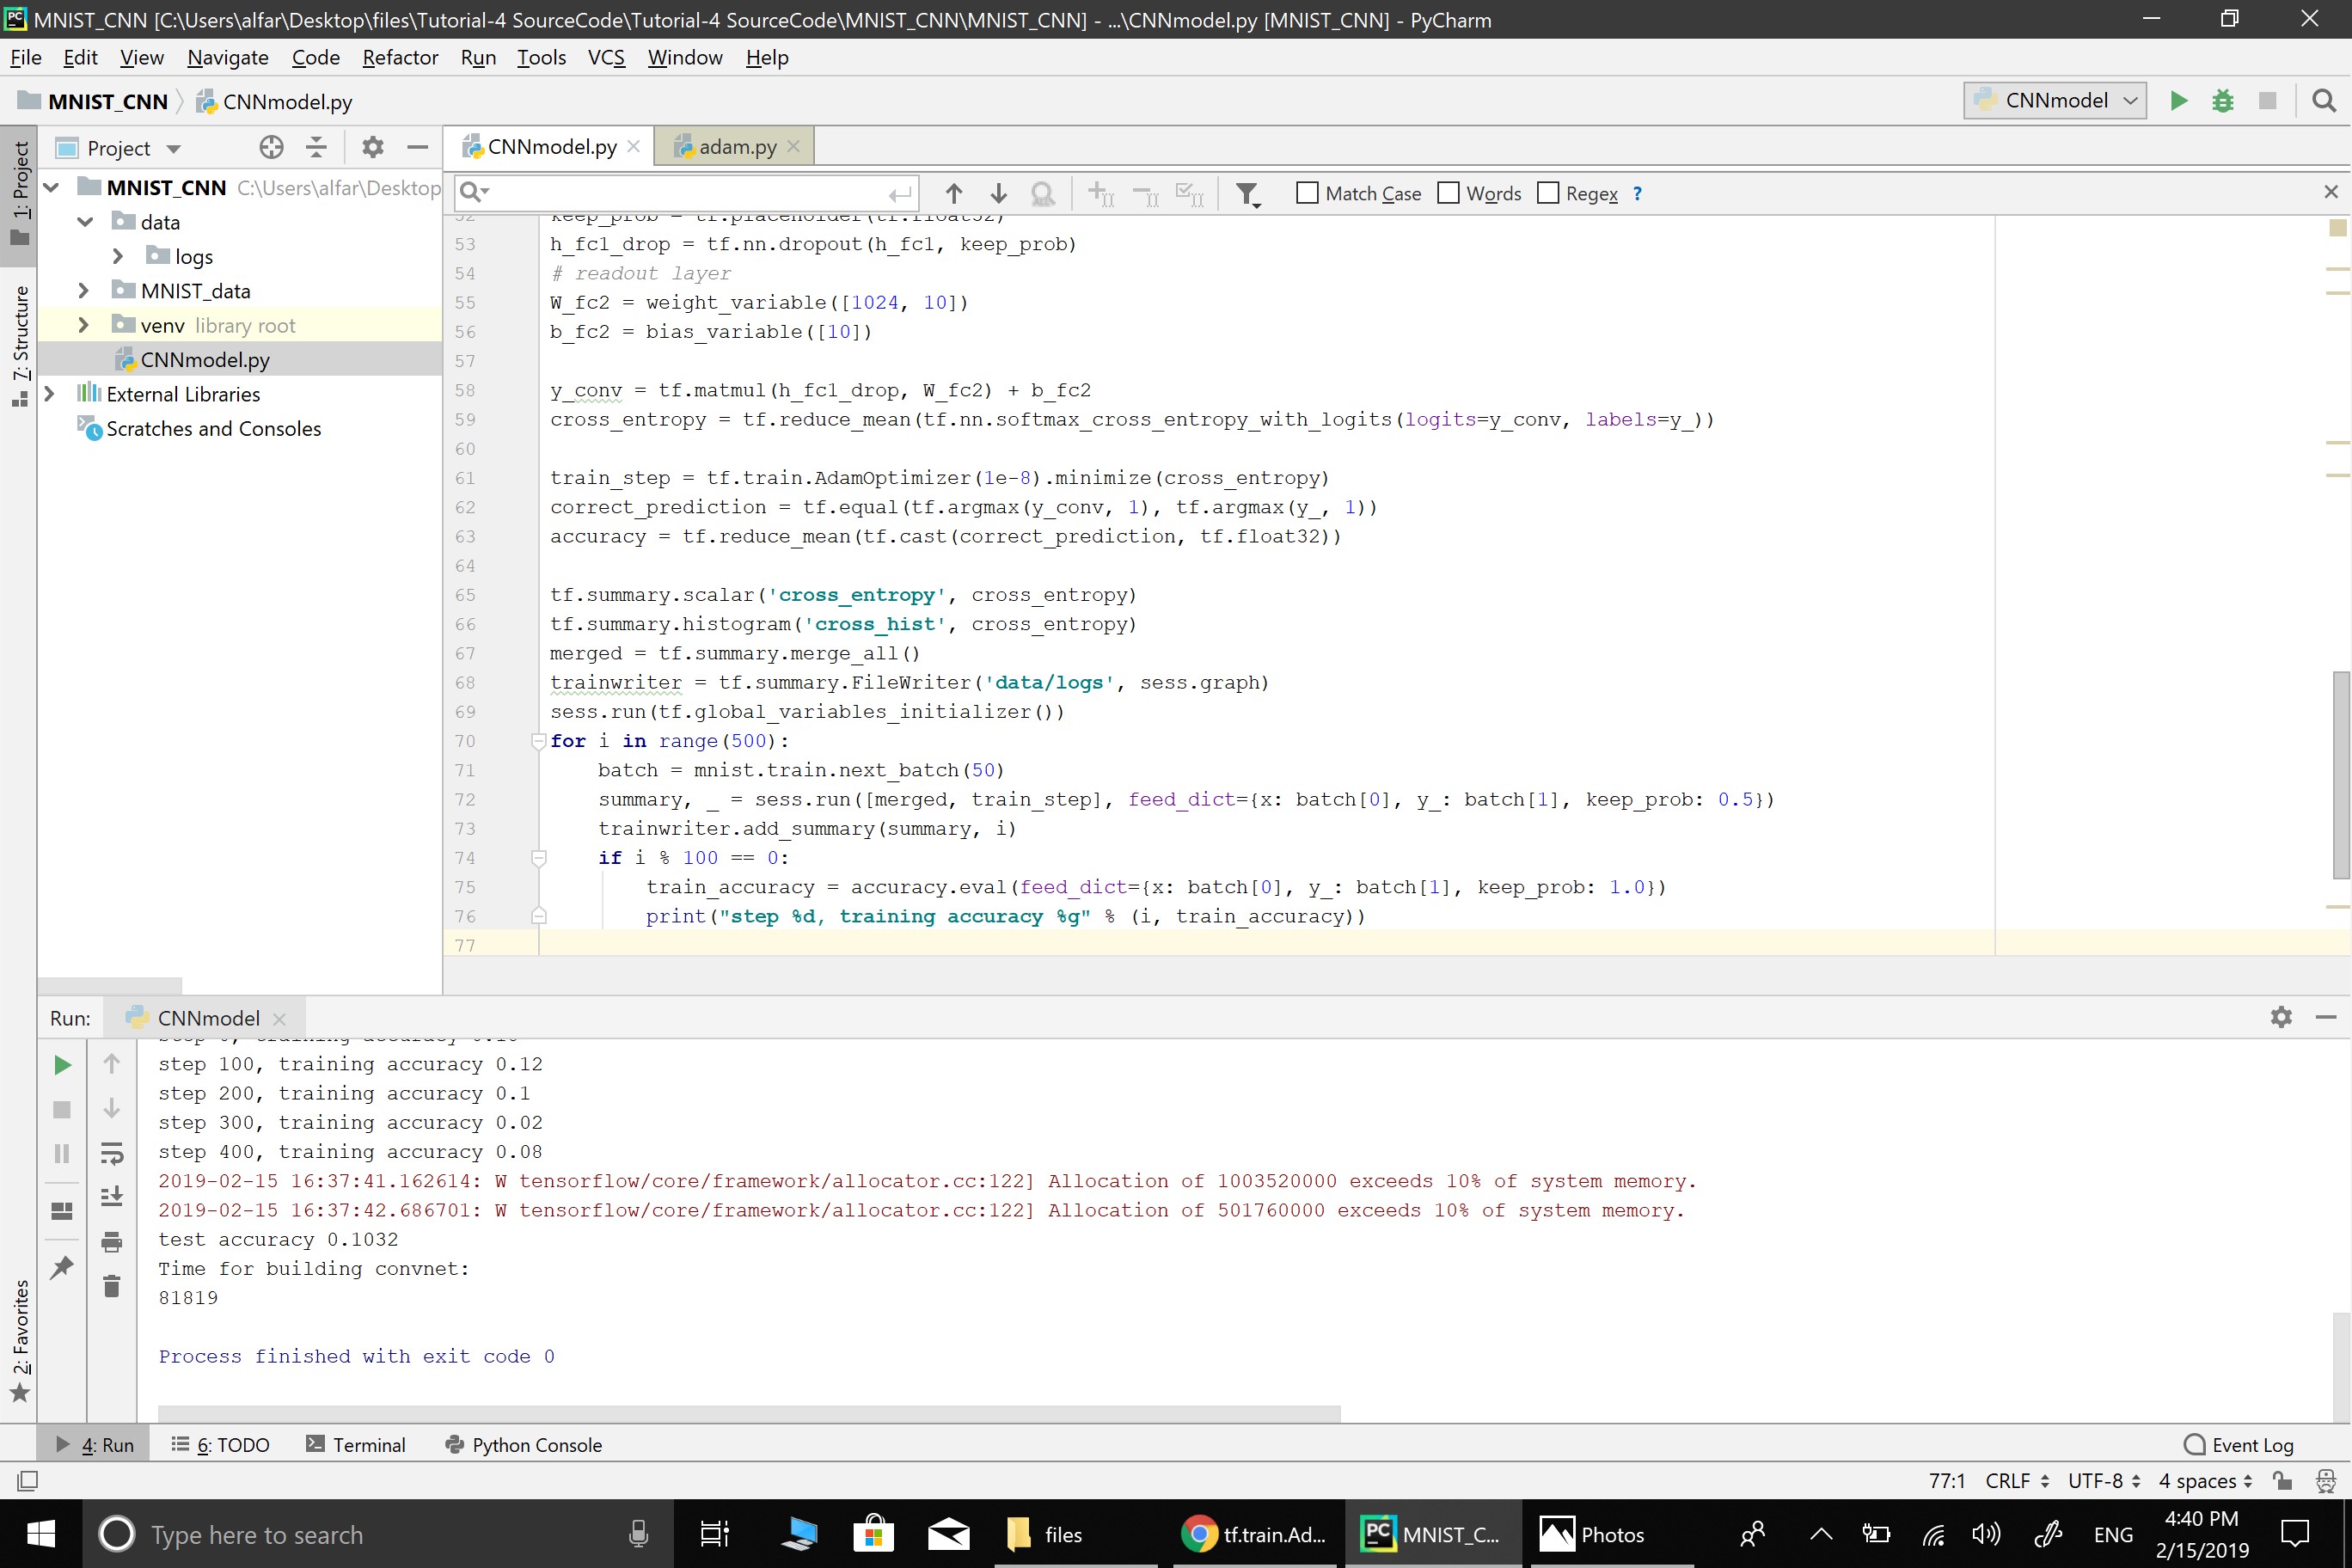 MNIST_CNN [C:\Users\alfar\Desktop\files\Tutorial-4 SourceCode\Tutorial-4 SourceCode\MNIST_CNN\MNIST_CNN] - ...\CNNmodel.py [MNIST_CNN] - PyCharm
File Edit View Navigate Code Refactor Run Tools VCS Window Help
MNIST_CNN CNNmodel.py CNNmodel
1: Project
Project
CNNmodel.py adam.py
Match Case Words Regex ?
MNIST_CNN C:\Users\alfar\Desktop
data
logs
MNIST_data
venv library root
CNNmodel.py
External Libraries
Scratches and Consoles
7: Structure
2: Favorites
52 keep_prob = tf.placeholder(tf.float32)
53 h_fc1_drop = tf.nn.dropout(h_fc1, keep_prob)
54 # readout layer
55 W_fc2 = weight_variable([1024, 10])
56 b_fc2 = bias_variable([10])
57
58 y_conv = tf.matmul(h_fc1_drop, W_fc2) + b_fc2
59 cross_entropy = tf.reduce_mean(tf.nn.softmax_cross_entropy_with_logits(logits=y_conv, labels=y_))
60
61 train_step = tf.train.AdamOptimizer(1e-8).minimize(cross_entropy)
62 correct_prediction = tf.equal(tf.argmax(y_conv, 1), tf.argmax(y_, 1))
63 accuracy = tf.reduce_mean(tf.cast(correct_prediction, tf.float32))
64
65 tf.summary.scalar('cross_entropy', cross_entropy)
66 tf.summary.histogram('cross_hist', cross_entropy)
67 merged = tf.summary.merge_all()
68 trainwriter = tf.summary.FileWriter('data/logs', sess.graph)
69 sess.run(tf.global_variables_initializer())
70 for i in range(500):
71 batch = mnist.train.next_batch(50)
72 summary, _ = sess.run([merged, train_step], feed_dict={x: batch[0], y_: batch[1], keep_prob: 0.5})
73 trainwriter.add_summary(summary, i)
74 if i % 100 == 0:
75 train_accuracy = accuracy.eval(feed_dict={x: batch[0], y_: batch[1], keep_prob: 1.0})
76 print("step %d, training accuracy %g" % (i, train_accuracy))
77
Run: CNNmodel
step 100, training accuracy 0.12
step 200, training accuracy 0.1
step 300, training accuracy 0.02
step 400, training accuracy 0.08
2019-02-15 16:37:41.162614: W tensorflow/core/framework/allocator.cc:122] Allocation of 1003520000 exceeds 10% of system memory.
2019-02-15 16:37:42.686701: W tensorflow/core/framework/allocator.cc:122] Allocation of 501760000 exceeds 10% of system memory.
test accuracy 0.1032
Time for building convnet:
81819
Process finished with exit code 0
4: Run 6: TODO Terminal Python Console Event Log
77:1 CRLF UTF-8 4 spaces
Type here to search files tf.train.Ad... PC MNIST_C... Photos ENG 4:40 PM
2/15/2019